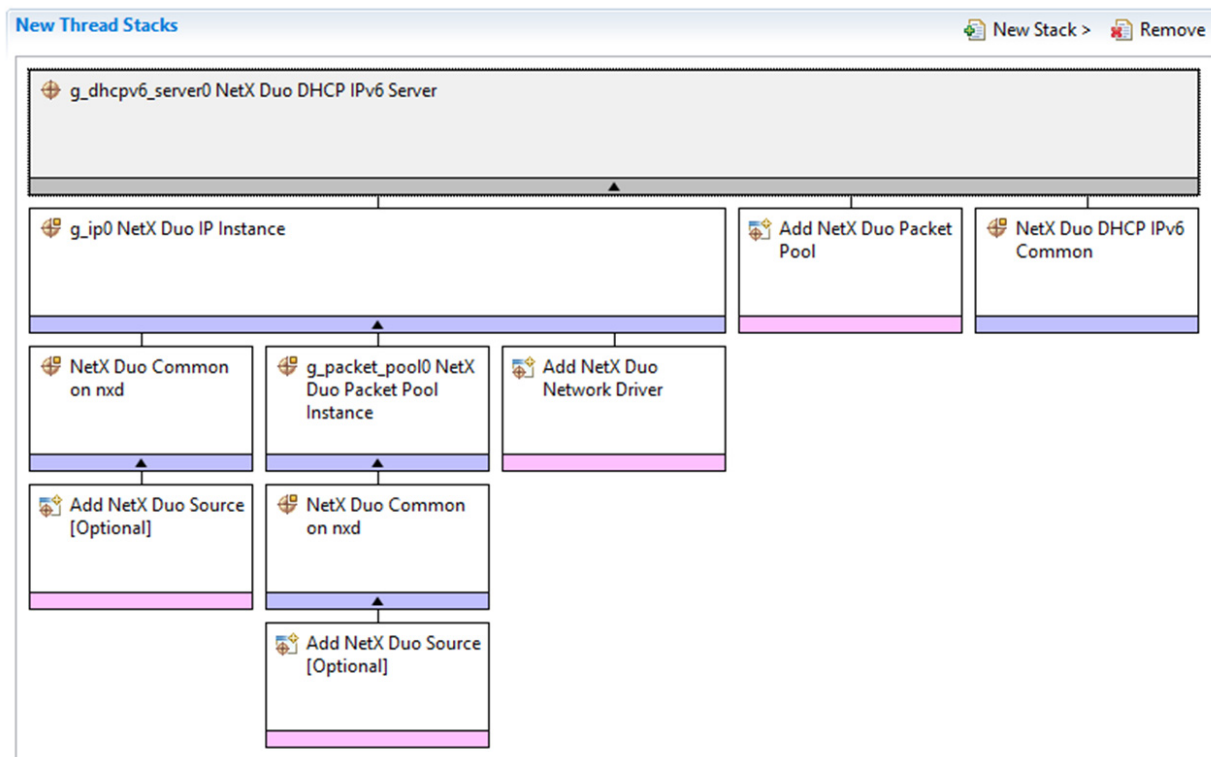 New Thread Stacks
New Stack >
Remove
g_dhcpv6_server0 NetX Duo DHCP IPv6 Server
g_ip0 NetX Duo IP Instance
Add NetX Duo Packet
Pool
NetX Duo DHCP IPv6
Common
NetX Duo Common
on nxd
g_packet_pool0 NetX
Duo Packet Pool
Instance
Add NetX Duo
Network Driver
Add NetX Duo Source
[Optional]
NetX Duo Common
on nxd
Add NetX Duo Source
[Optional]